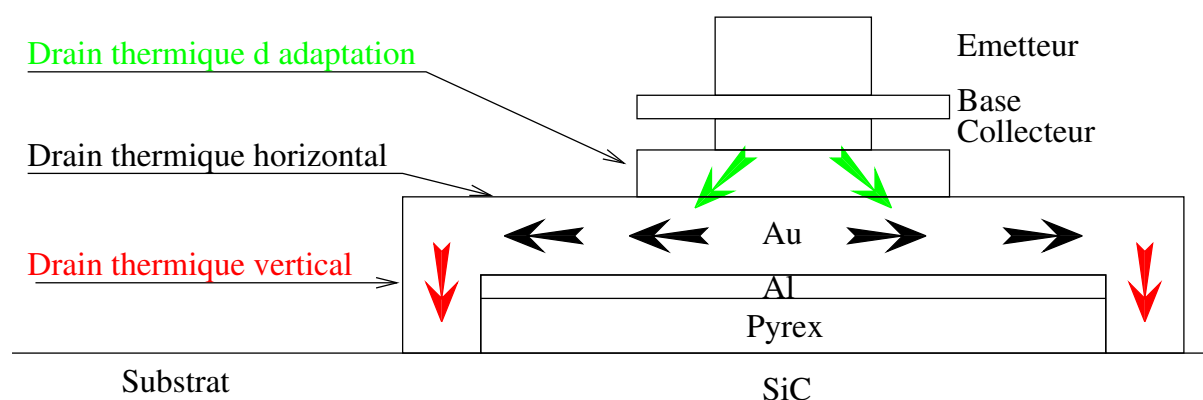 Drain thermique d adaptation
Emetteur
Base
Collecteur
Drain thermique horizontal
Au
Drain thermique vertical
Al
Pyrex
Substrat
SiC